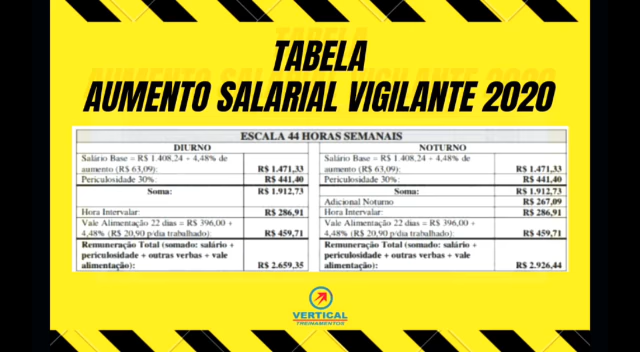 TABELA
AUMENTO SALARIAL VIGILANTE 2020
ESCALA 44 HORAS SEMANAIS
DIURNO
Salário Base = R$ 1.408,24 + 4,48% de
aumento (R$ 63,09): R$ 1.471,33
Periculosidade 30%: R$ 441,40
Soma: R$ 1.912,73
Hora Intervalar: R$ 286,91
Vale Alimentação 22 dias = R$ 396,00 +
4,48% (R$ 20,90 p/dia trabalhado): R$ 459,71
Remuneração Total (somado: salário +
periculosidade + outras verbas + vale
alimentação): R$ 2.659,35
NOTURNO
Salário Base = R$ 1.408,24 + 4,48% de
aumento (R$ 63,09): R$ 1.471,33
Periculosidade 30%: R$ 441,40
Soma: R$ 1.912,73
Adicional Noturno R$ 267,09
Hora Intervalar: R$ 286,91
Vale Alimentação 22 dias = R$ 396,00 +
4,48% (R$ 20,90 p/dia trabalhado): R$ 459,71
Remuneração Total (somado: salário +
periculosidade + outras verbas + vale
alimentação): R$ 2.926,44
VERTICAL
TREINAMENTOS